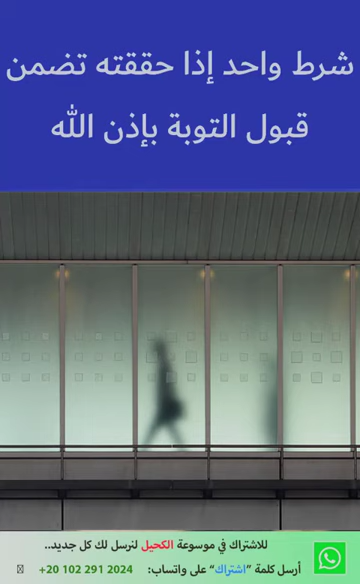 شرط واحد إذا حققته تضمن
قبول التوبة بإذن الله
للاشتراك في موسوعة الكحيل لنرسل لك كل جديد..
أرسل كلمة “اشتراك” على واتساب: +20 102 291 2024